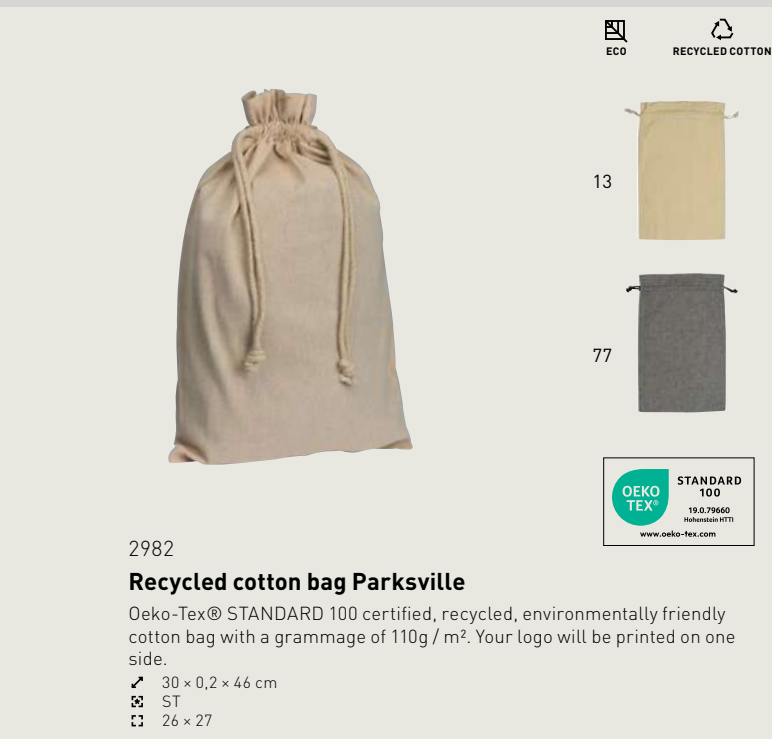 ECO
RECYCLED COTTON
13
77
OEKO
TEX®
STANDARD
100
19.0.79660
Hohenstein HTTI
www.oeko-tex.com
2982
Recycled cotton bag Parksville
Oeko-Tex® STANDARD 100 certified, recycled, environmentally friendly
cotton bag with a grammage of 110g / m². Your logo will be printed on one
side.
30 × 0,2 × 46 cm
ST
26 × 27